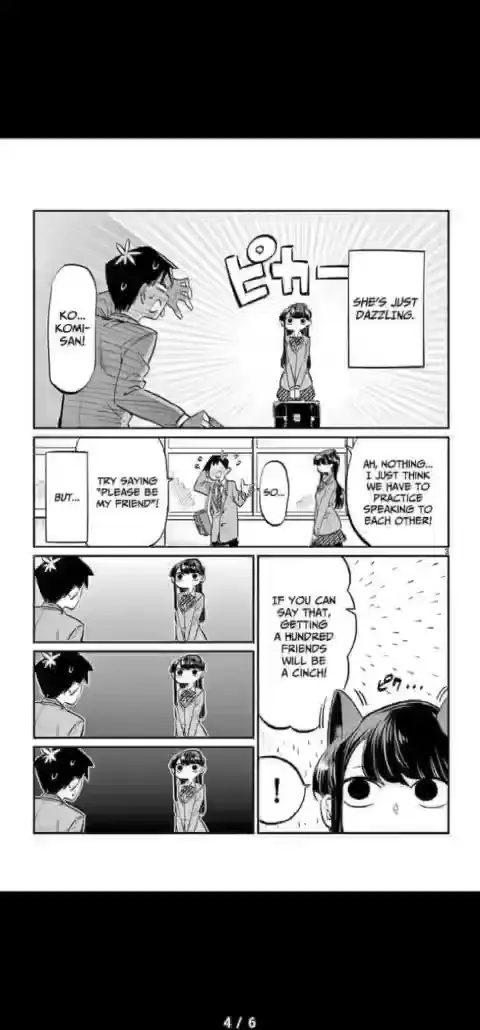 SHE'S JUST
DAZZLING.
ピカー
KO...
KOMI-
SAN!
AH, NOTHING...
I JUST THINK
WE HAVE TO
PRACTICE
SPEAKING TO
EACH OTHER!
SO...
TRY SAYING
"PLEASE BE
MY FRIEND"!
BUT...
IF YOU CAN
SAY THAT,
GETTING
A HUNDRED
FRIENDS
WILL BE
A CINCH!
ピク...
!
4 / 6